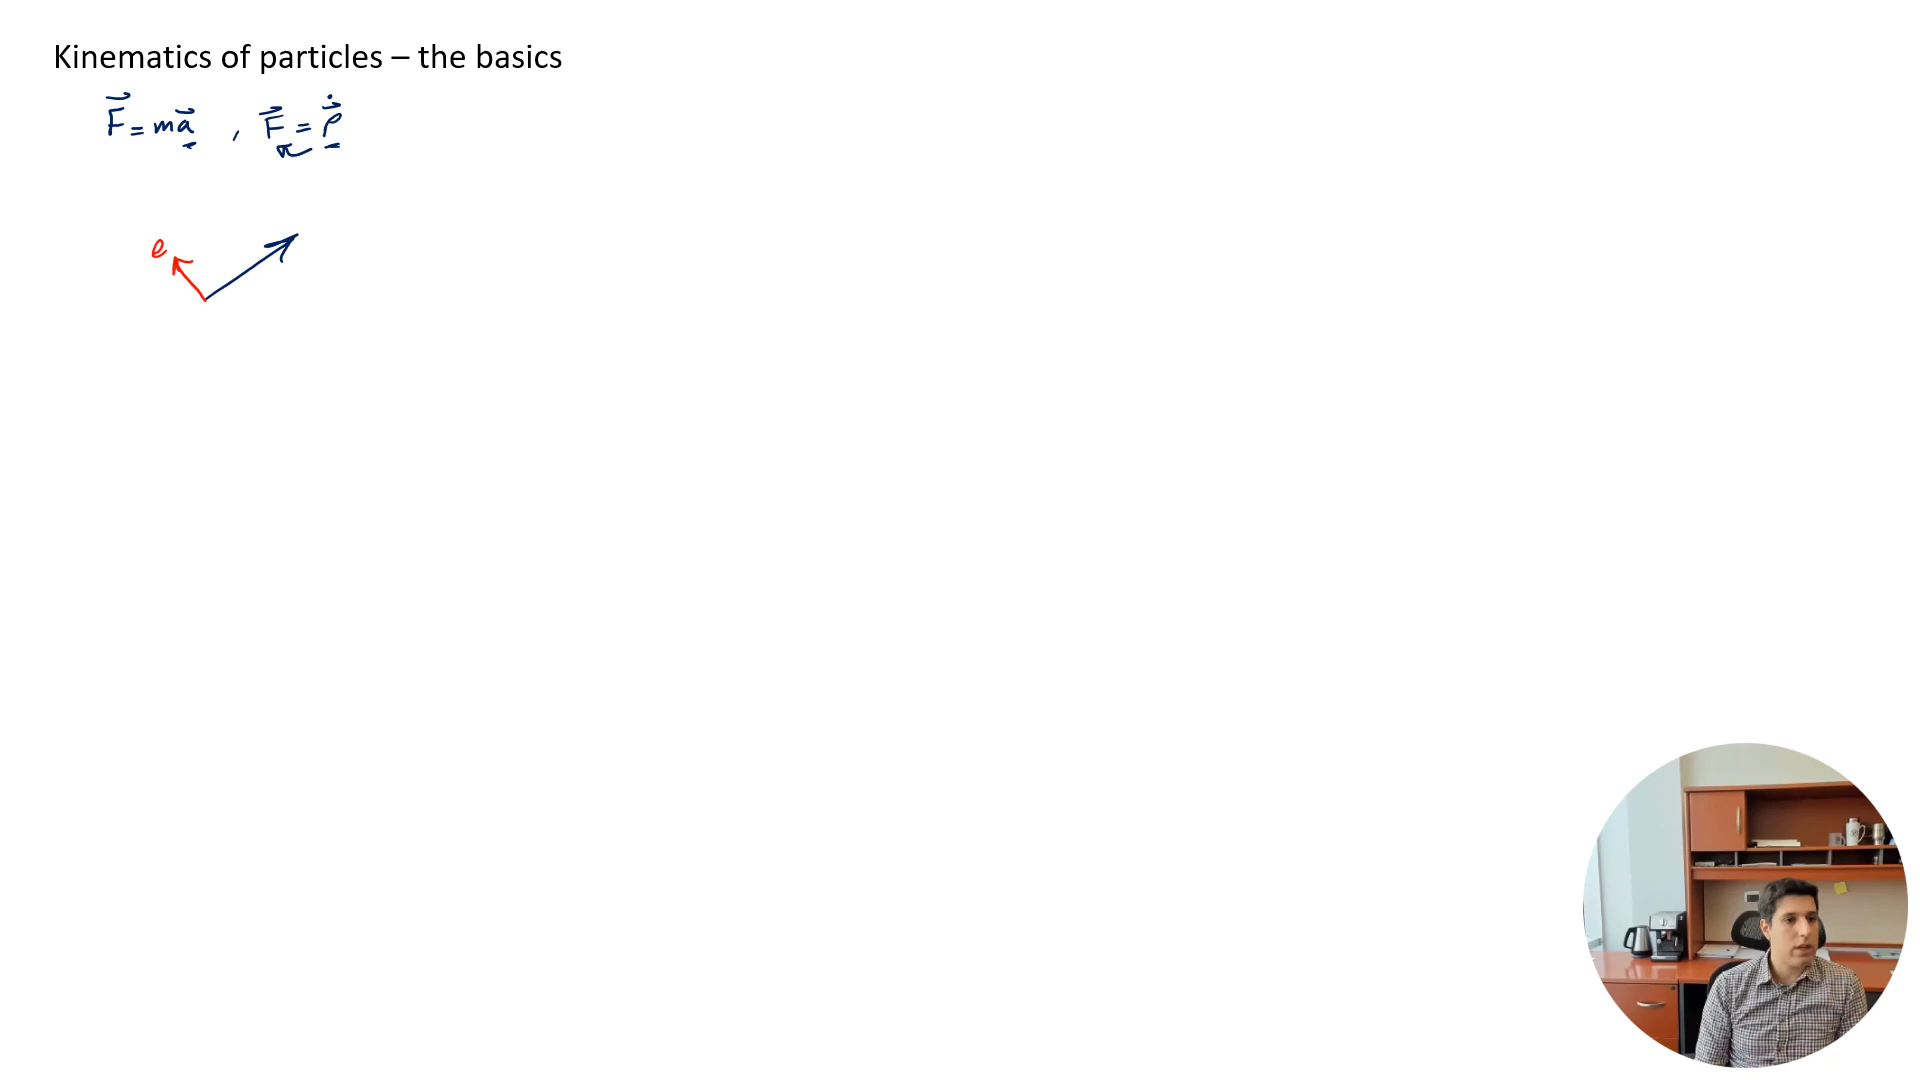 Kinematics of particles – the basics
F⃗ = ma⃗ , F⃗ = ṗ⃗
e